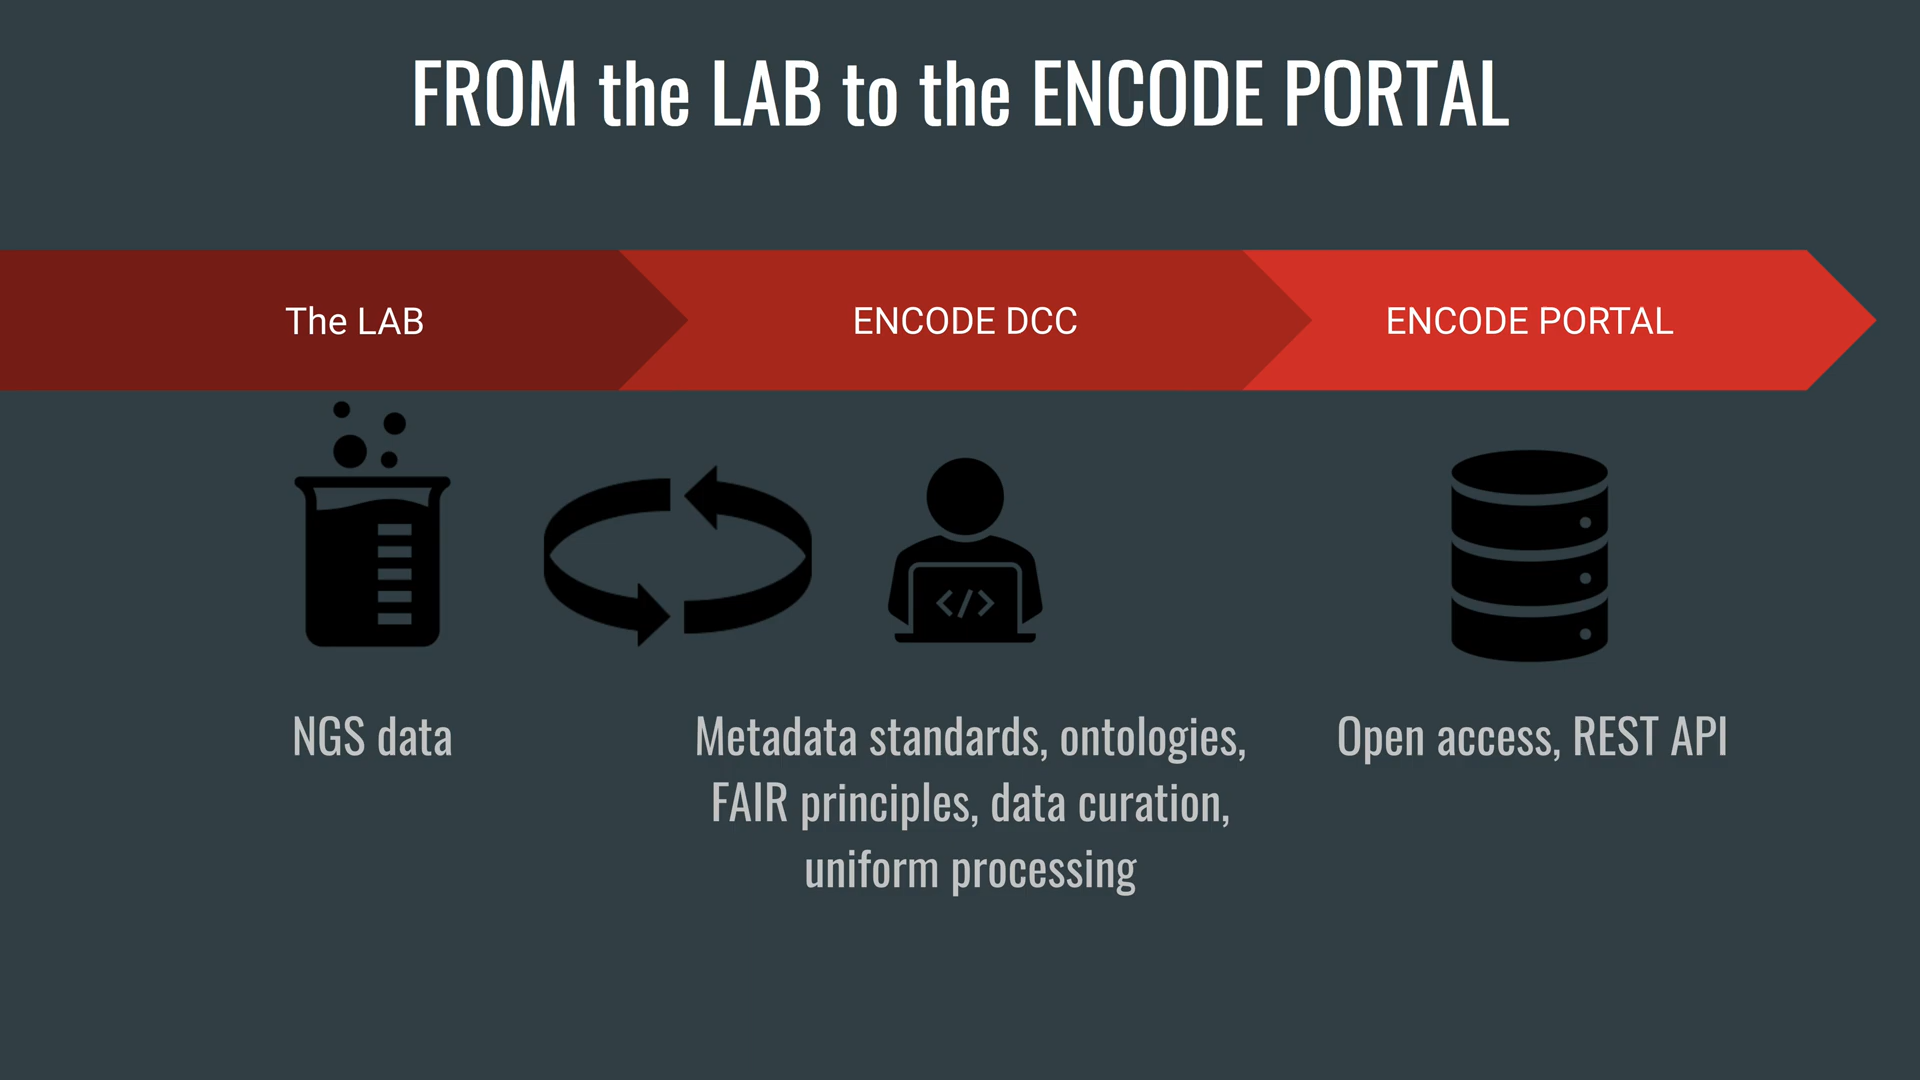 FROM the LAB to the ENCODE PORTAL
The LAB
ENCODE DCC
ENCODE PORTAL
</>
NGS data
Metadata standards, ontologies,
FAIR principles, data curation,
uniform processing
Open access, REST API